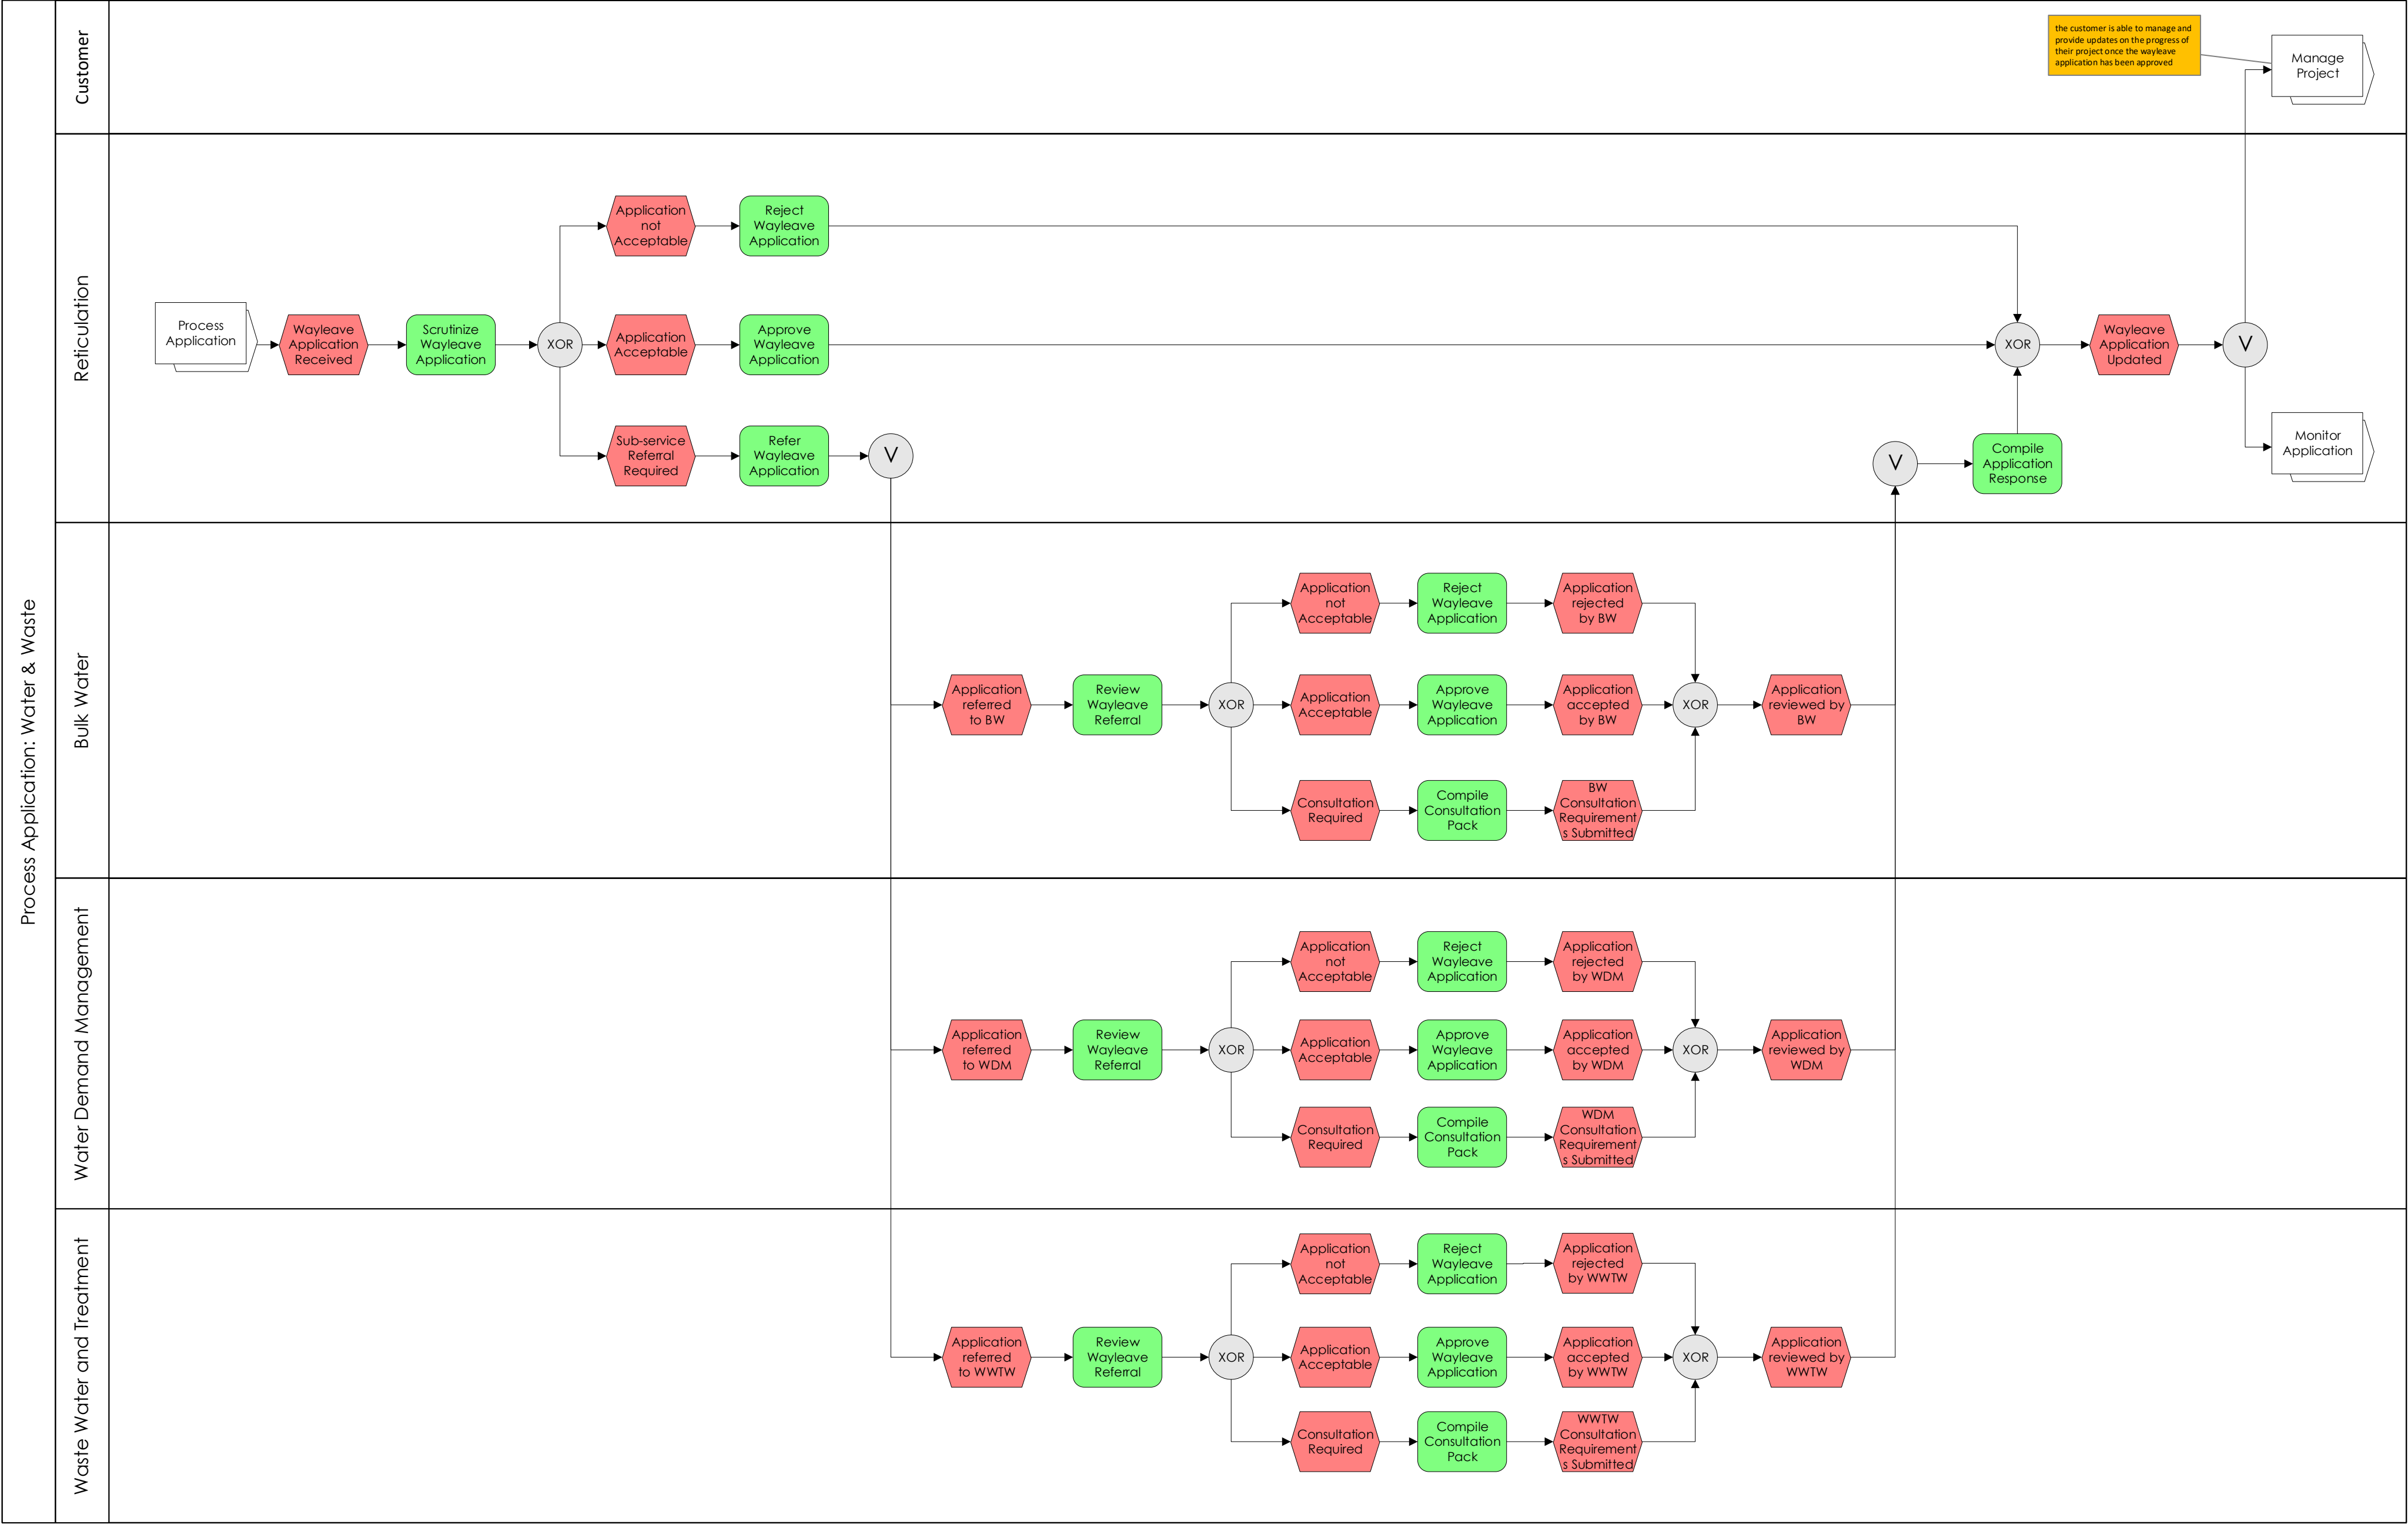 Process Application: Water & Waste
Customer
the customer is able to manage and
provide updates on the progress of
their project once the wayleave
application has been approved
Manage
Project
Reticulation
Process
Application
Wayleave
Application
Received
Scrutinize
Wayleave
Application
XOR
Application
not
Acceptable
Reject
Wayleave
Application
Application
Acceptable
Approve
Wayleave
Application
Sub-service
Referral
Required
Refer
Wayleave
Application
V
V
Compile
Application
Response
XOR
Wayleave
Application
Updated
V
Monitor
Application
Bulk Water
Application
referred
to BW
Review
Wayleave
Referral
XOR
Application
not
Acceptable
Reject
Wayleave
Application
Application
rejected
by BW
Application
Acceptable
Approve
Wayleave
Application
Application
accepted
by BW
Consultation
Required
Compile
Consultation
Pack
BW
Consultation
Requirement
s Submitted
XOR
Application
reviewed by
BW
Water Demand Management
Application
referred
to WDM
Review
Wayleave
Referral
XOR
Application
not
Acceptable
Reject
Wayleave
Application
Application
rejected
by WDM
Application
Acceptable
Approve
Wayleave
Application
Application
accepted
by WDM
Consultation
Required
Compile
Consultation
Pack
WDM
Consultation
Requirement
s Submitted
XOR
Application
reviewed by
WDM
Waste Water and Treatment
Application
referred
to WWTW
Review
Wayleave
Referral
XOR
Application
not
Acceptable
Reject
Wayleave
Application
Application
rejected
by WWTW
Application
Acceptable
Approve
Wayleave
Application
Application
accepted
by WWTW
Consultation
Required
Compile
Consultation
Pack
WWTW
Consultation
Requirement
s Submitted
XOR
Application
reviewed by
WWTW